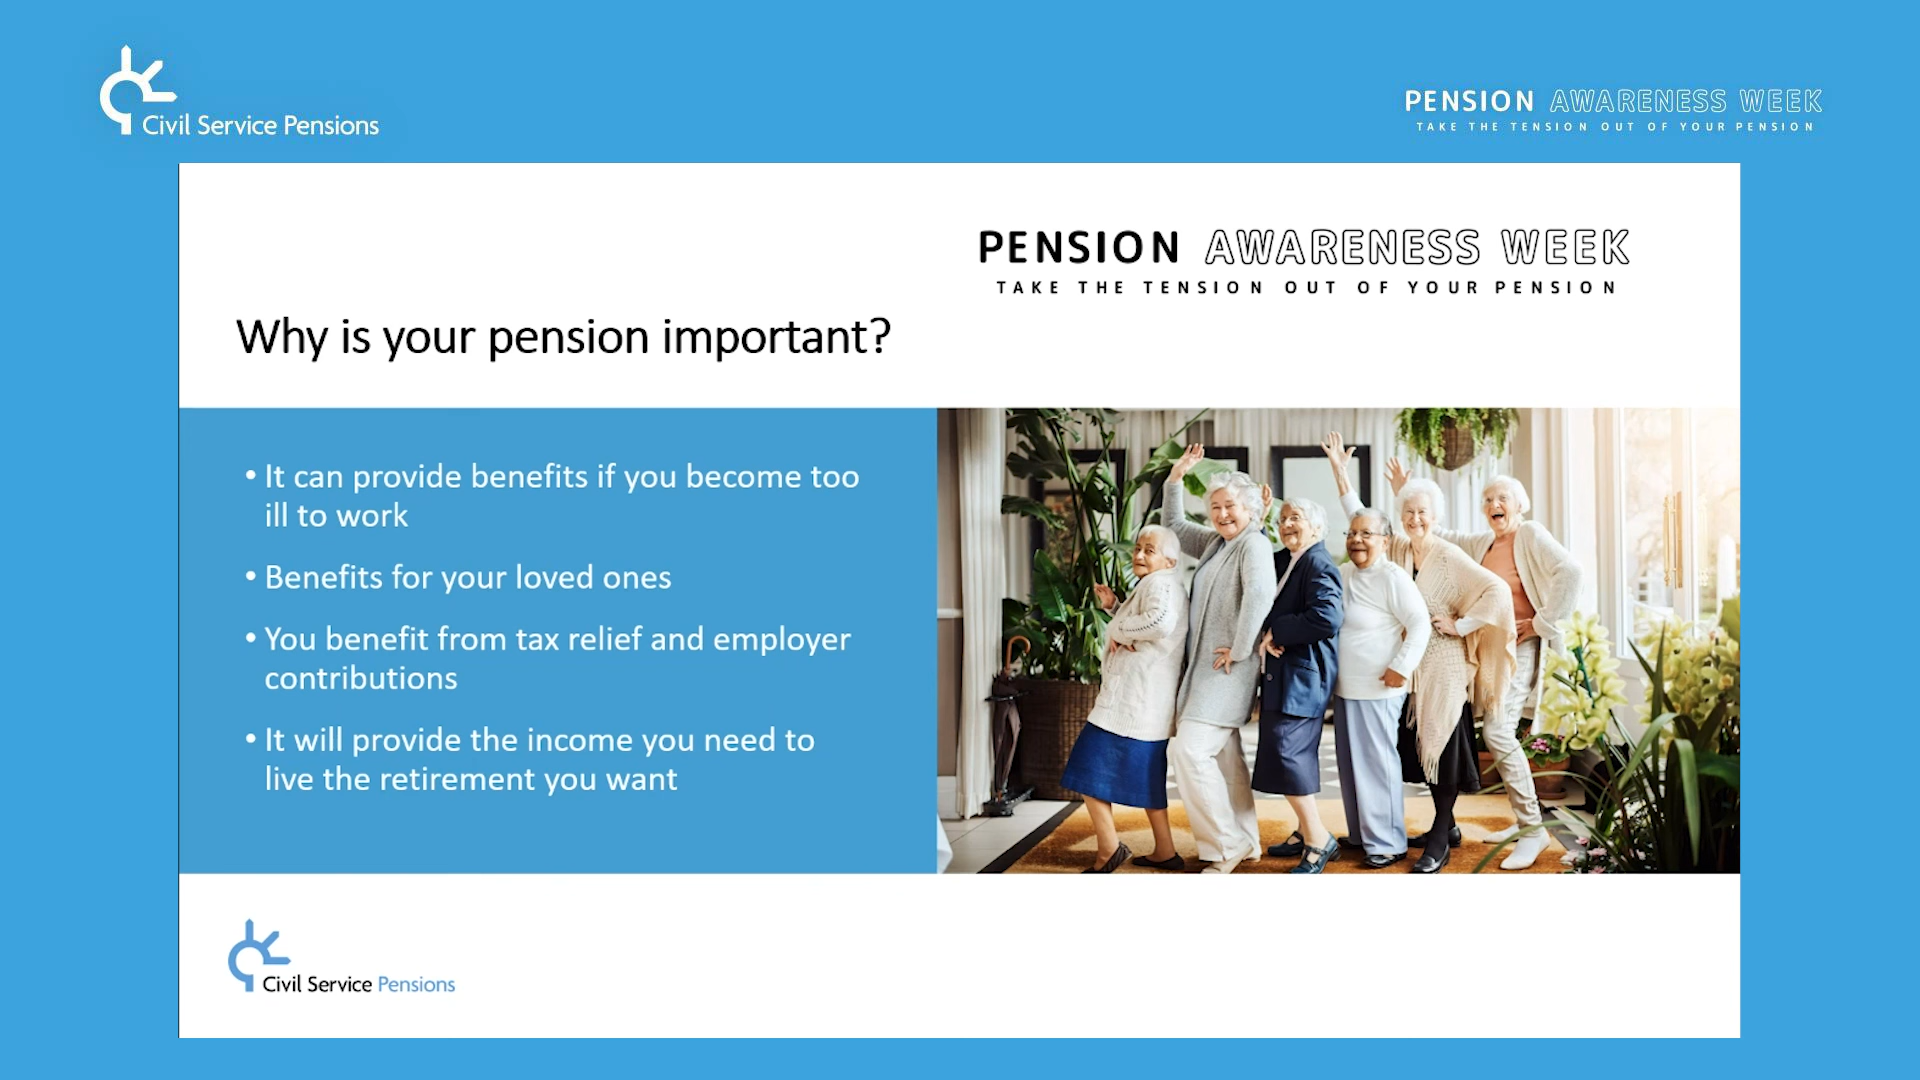 Civil Service Pensions
PENSION AWARENESS WEEK
TAKE THE TENSION OUT OF YOUR PENSION
PENSION AWARENESS WEEK
TAKE THE TENSION OUT OF YOUR PENSION
Why is your pension important?
• It can provide benefits if you become too
ill to work
• Benefits for your loved ones
• You benefit from tax relief and employer
contributions
• It will provide the income you need to
live the retirement you want
Civil Service Pensions